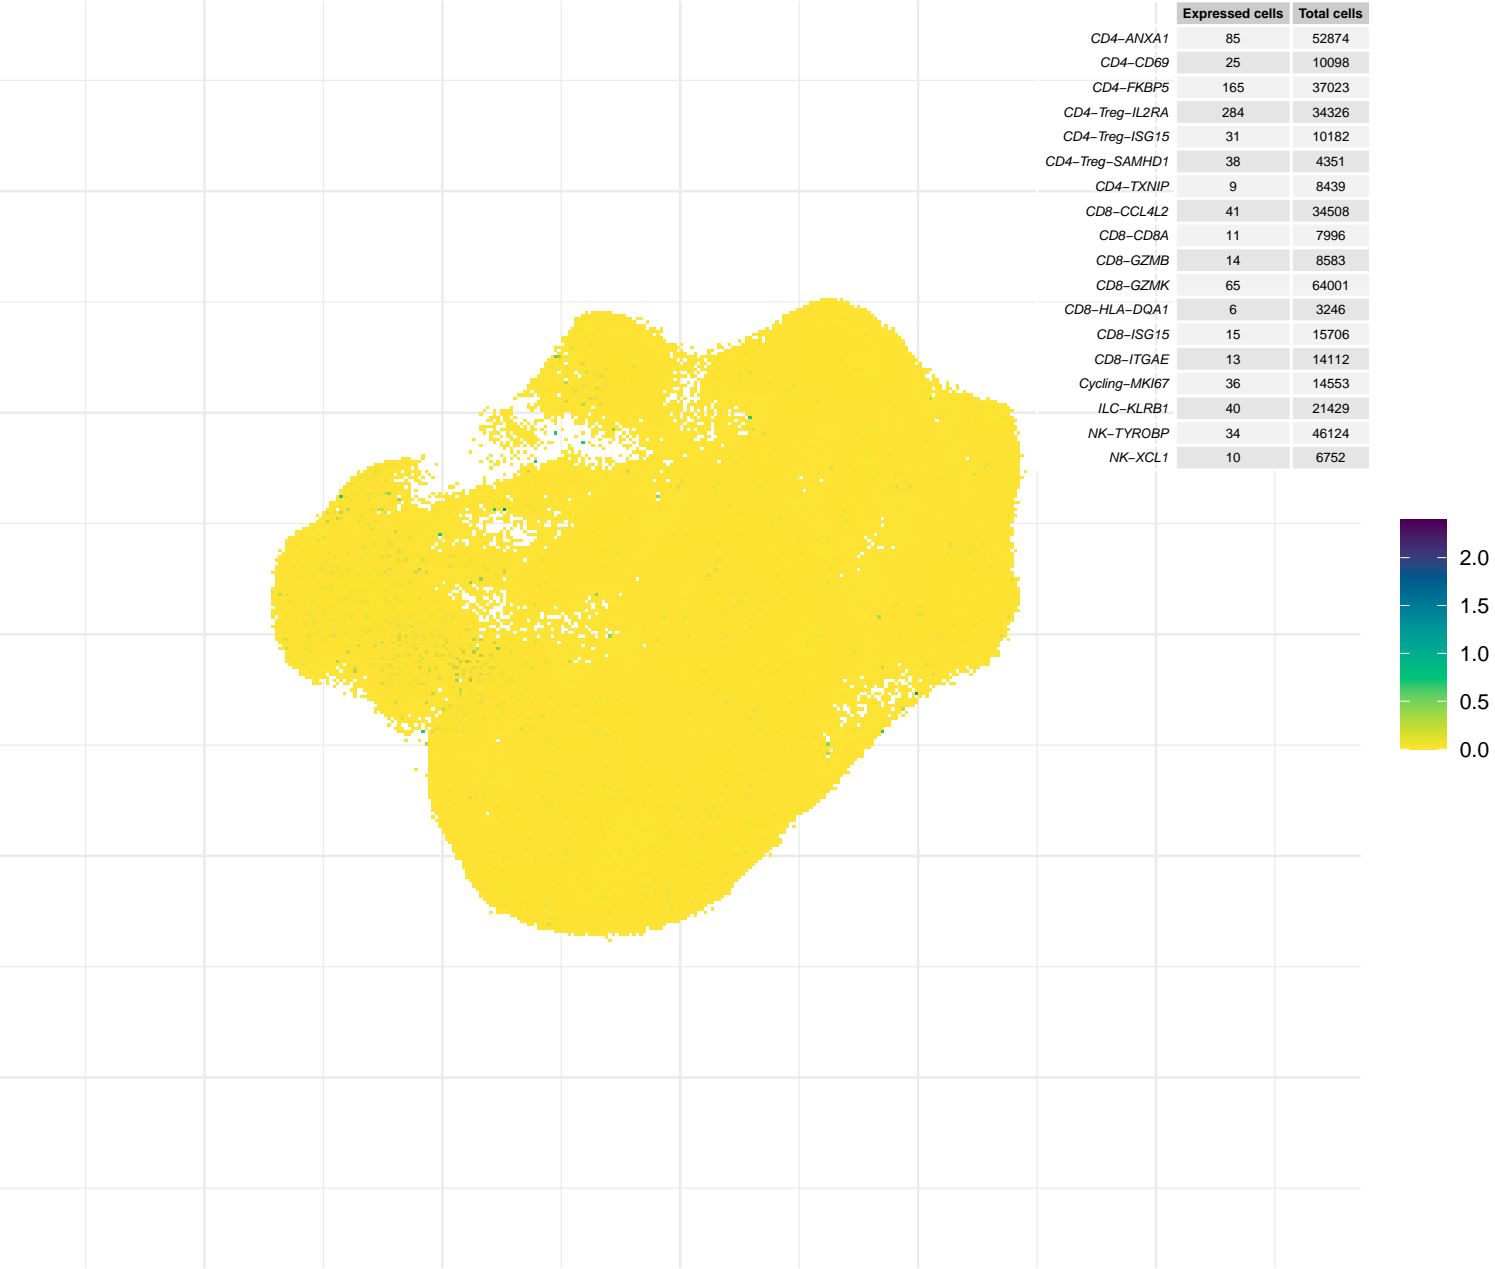 Expressed cells Total cells
CD4−ANXA1 85 52874
CD4−CD69 25 10098
CD4−FKBP5 165 37023
CD4−Treg−IL2RA 284 34326
CD4−Treg−ISG15 31 10182
CD4−Treg−SAMHD1 38 4351
CD4−TXNIP 9 8439
CD8−CCL4L2 41 34508
CD8−CD8A 11 7996
CD8−GZMB 14 8583
CD8−GZMK 65 64001
CD8−HLA−DQA1 6 3246
CD8−ISG15 15 15706
CD8−ITGAE 13 14112
Cycling−MKI67 36 14553
ILC−KLRB1 40 21429
NK−TYROBP 34 46124
NK−XCL1 10 6752
2.0
1.5
1.0
0.5
0.0